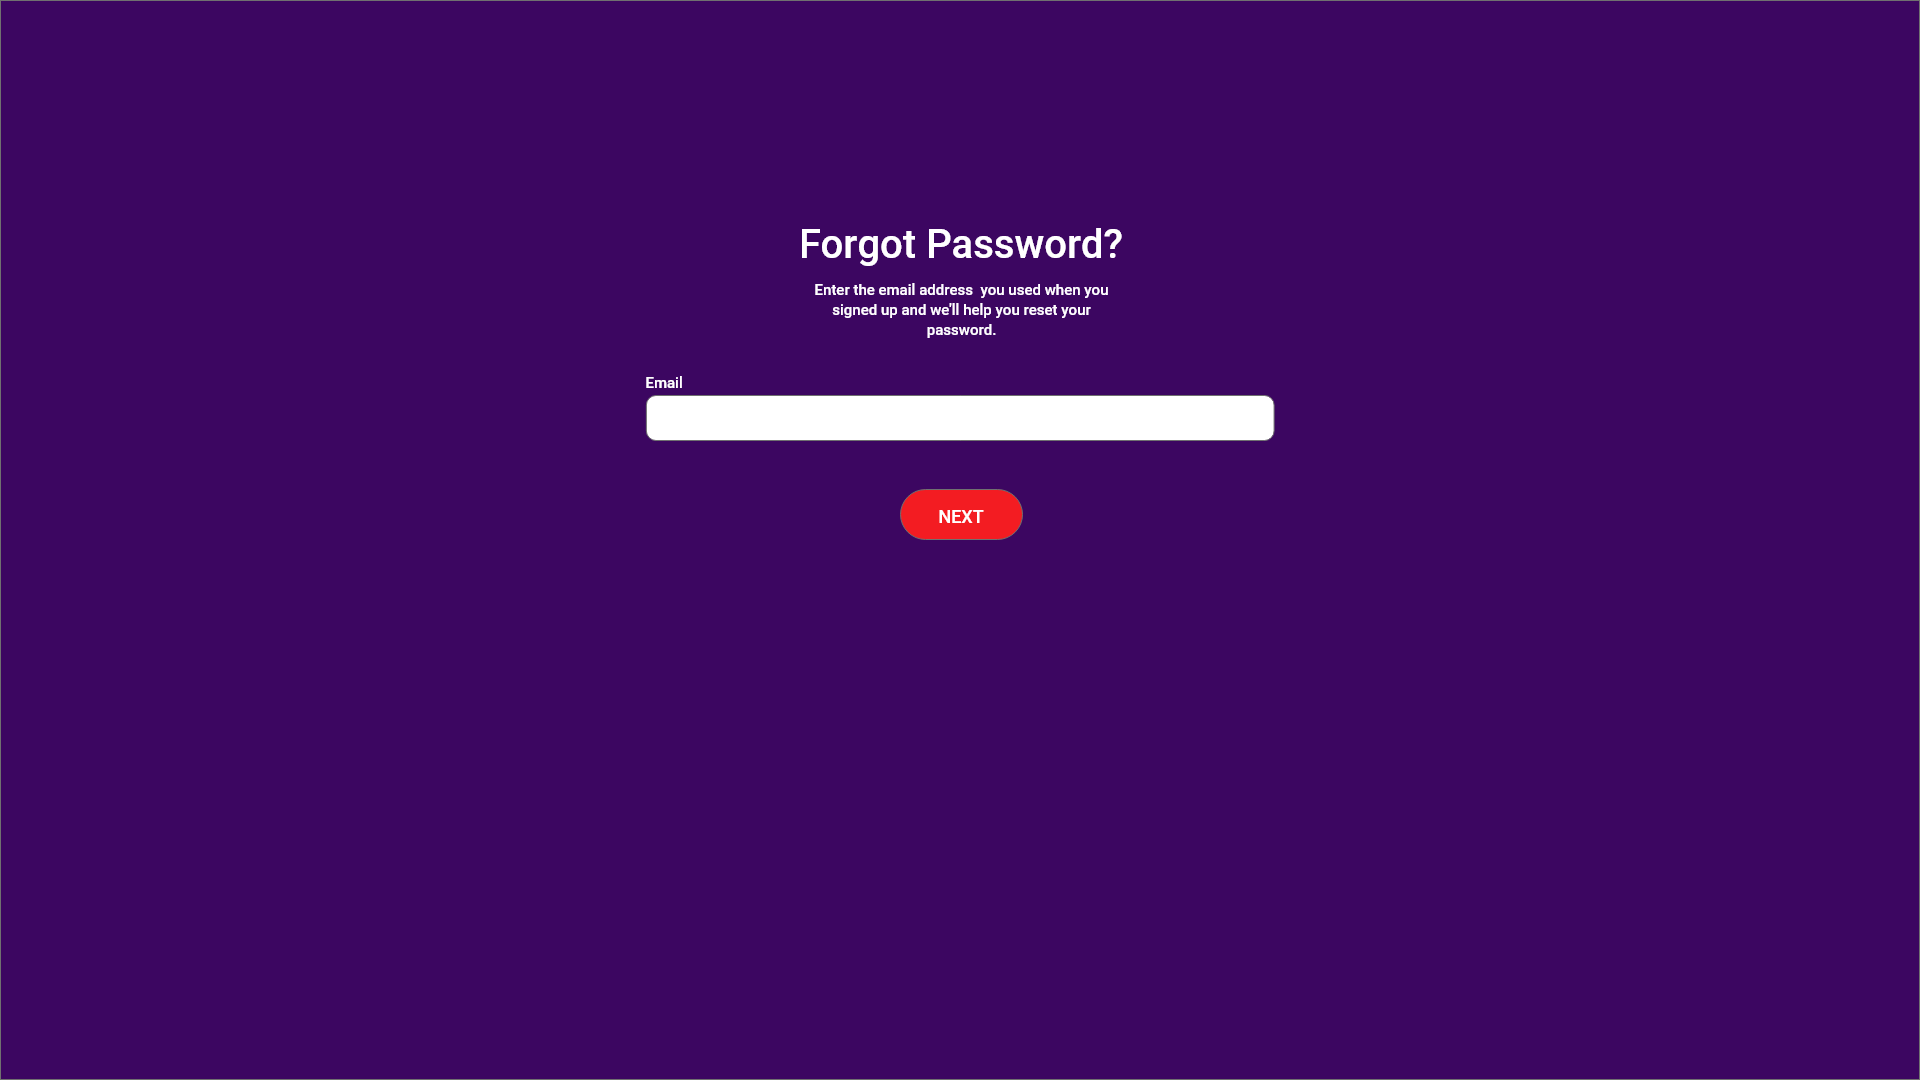 Forgot Password?
Enter the email address  you used when you
signed up and we'll help you reset your
password.
Email
NEXT